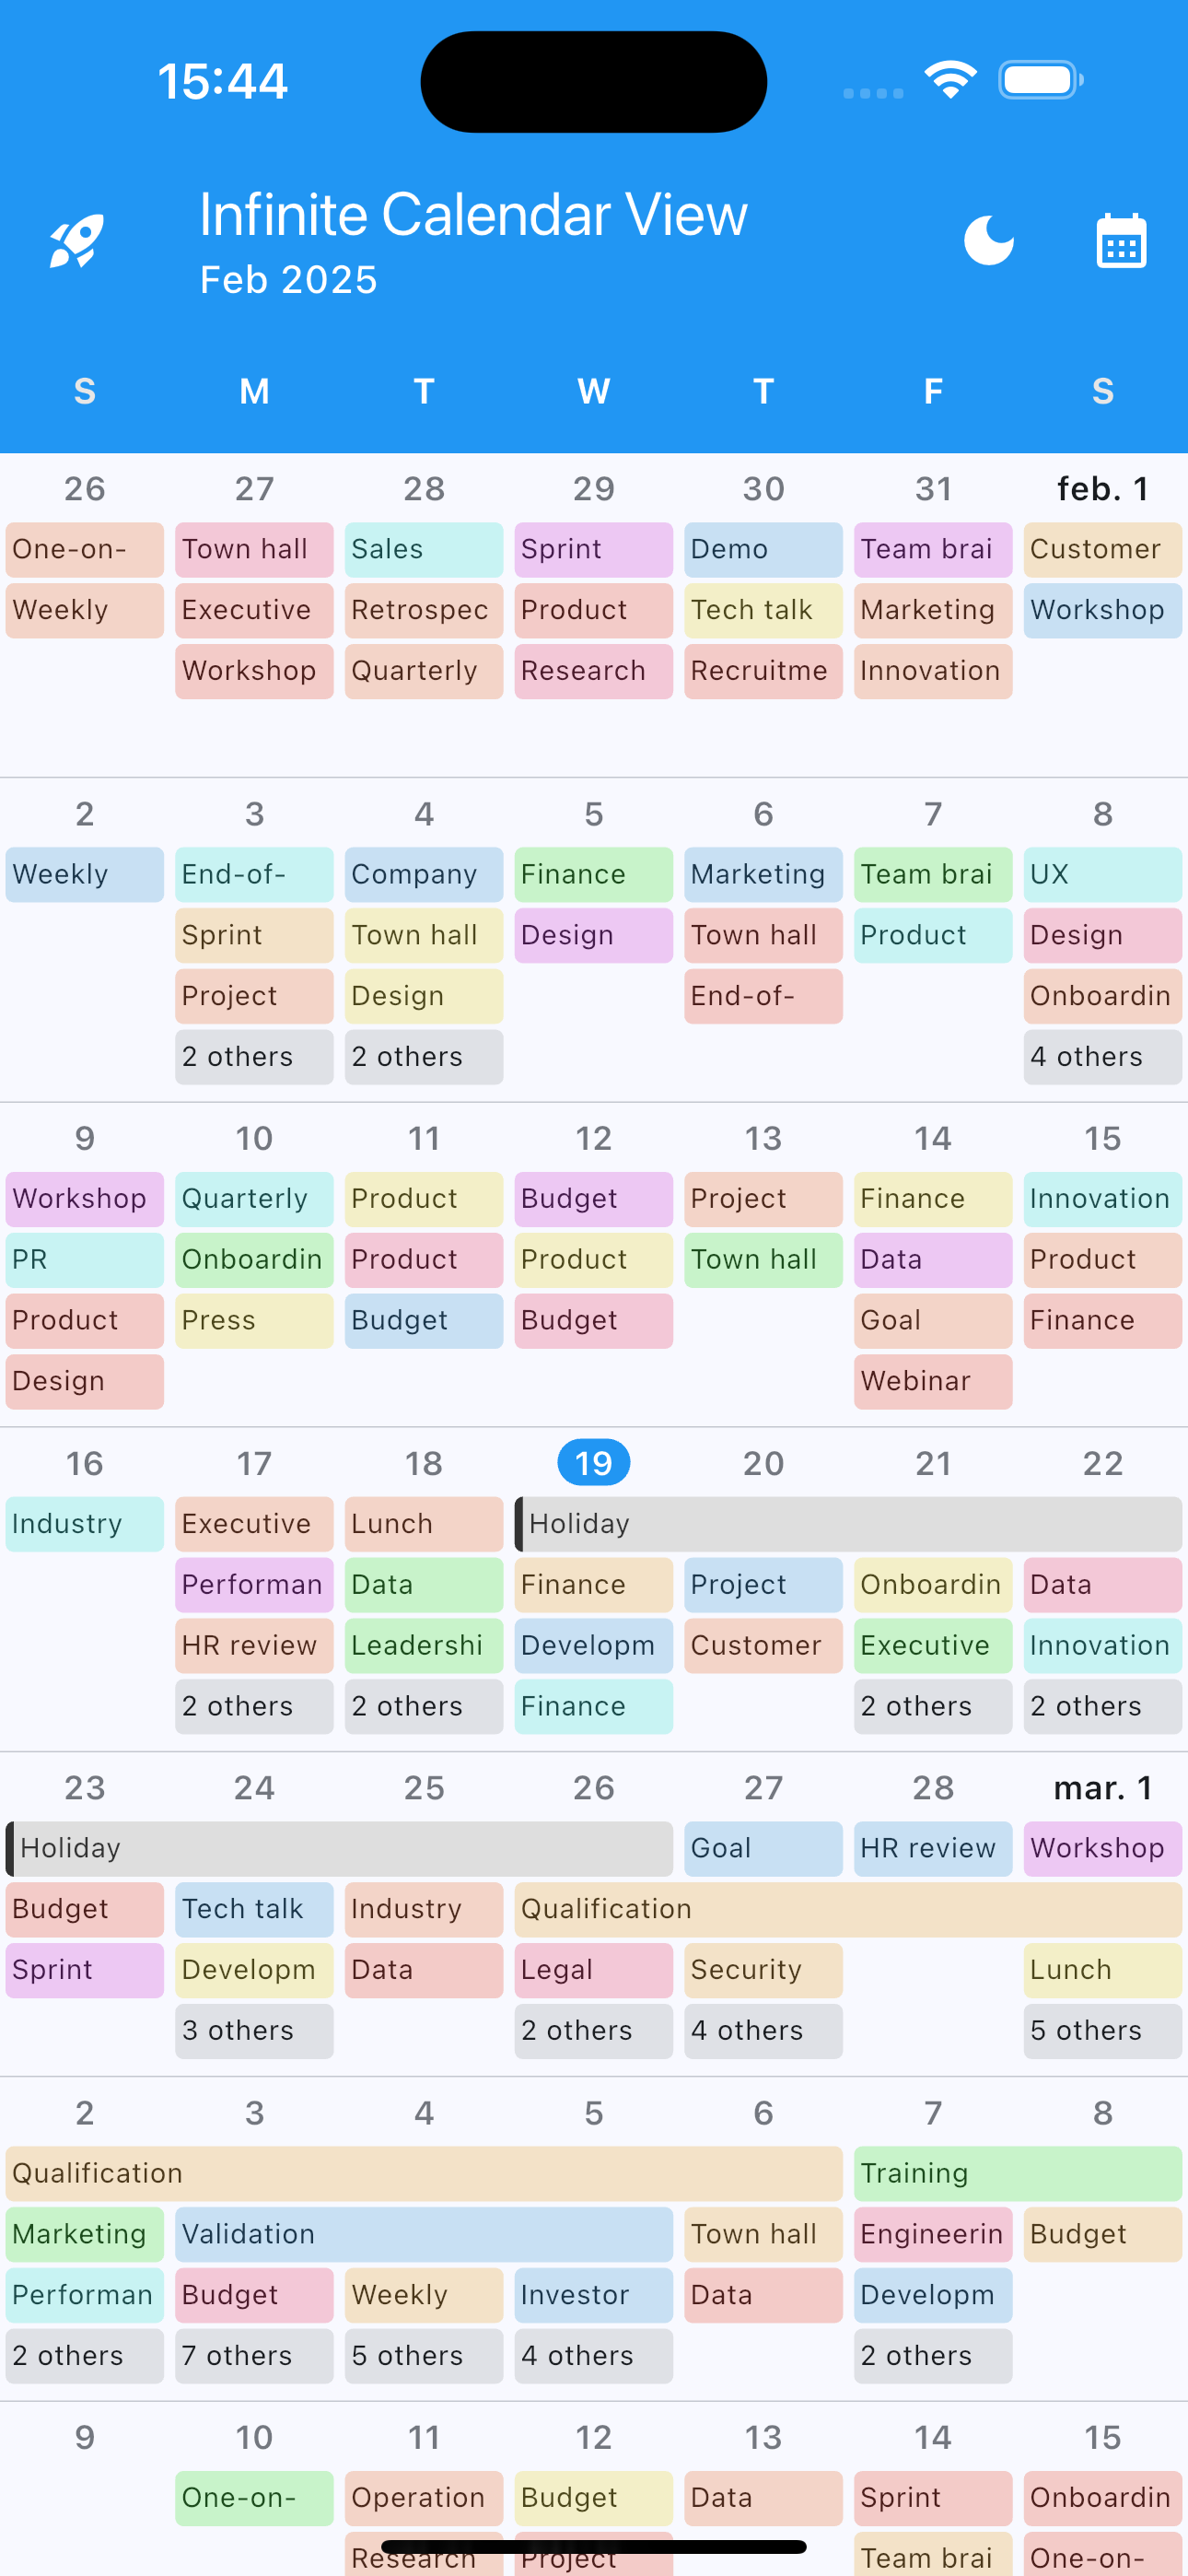 15:44
Infinite Calendar View
Feb 2025
S M T W T F S
26 27 28 29 30 31 feb. 1
One-on- Town hall Sales Sprint Demo Team brai Customer
Weekly Executive Retrospec Product Tech talk Marketing Workshop
Workshop Quarterly Research Recruitme Innovation
2 3 4 5 6 7 8
Weekly End-of- Company Finance Marketing Team brai UX
Sprint Town hall Design Town hall Product Design
Project Design End-of- Onboardin
2 others 2 others 4 others
9 10 11 12 13 14 15
Workshop Quarterly Product Budget Project Finance Innovation
PR Onboardin Product Product Town hall Data Product
Product Press Budget Budget Goal Finance
Design Webinar
16 17 18 19 20 21 22
Industry Executive Lunch Holiday
Performan Data Finance Project Onboardin Data
HR review Leadershi Developm Customer Executive Innovation
2 others 2 others Finance 2 others 2 others
23 24 25 26 27 28 mar. 1
Holiday Goal HR review Workshop
Budget Tech talk Industry Qualification
Sprint Developm Data Legal Security Lunch
3 others 2 others 4 others 5 others
2 3 4 5 6 7 8
Qualification Training
Marketing Validation Town hall Engineerin Budget
Performan Budget Weekly Investor Data Developm
2 others 7 others 5 others 4 others 2 others
9 10 11 12 13 14 15
One-on- Operation Budget Data Sprint Onboardin
Research Project Team brai One-on-